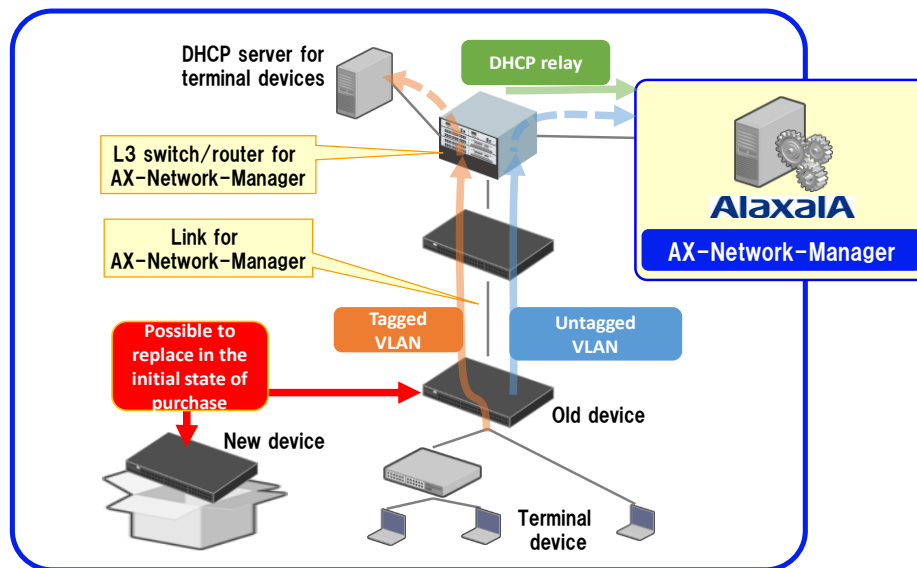 DHCP server for
terminal devices
DHCP relay
L3 switch/router for
AX-Network-Manager
AlaxalA
AX-Network-Manager
Link for
AX-Network-Manager
Tagged
VLAN
Untagged
VLAN
Possible to
replace in the
initial state of
purchase
Old device
New device
Terminal
device